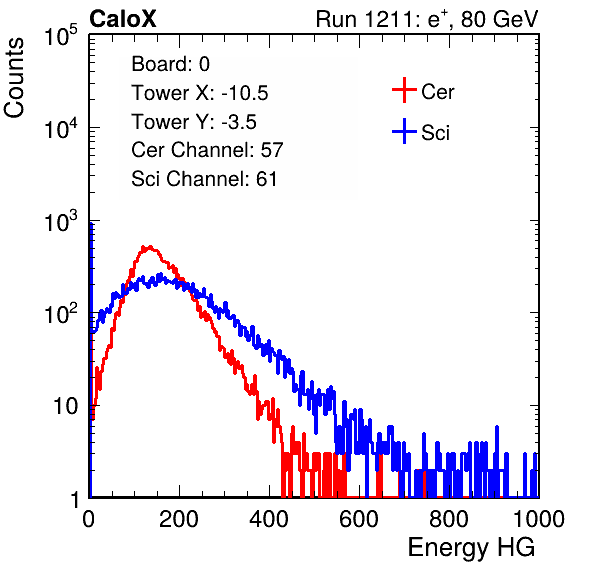 CaloX Run 1211: e⁺, 80 GeV
Counts
10⁵
10⁴
10³
10²
10
1
Board: 0
Tower X: -10.5
Tower Y: -3.5
Cer Channel: 57
Sci Channel: 61
Cer
Sci
0 200 400 600 800 1000
Energy HG